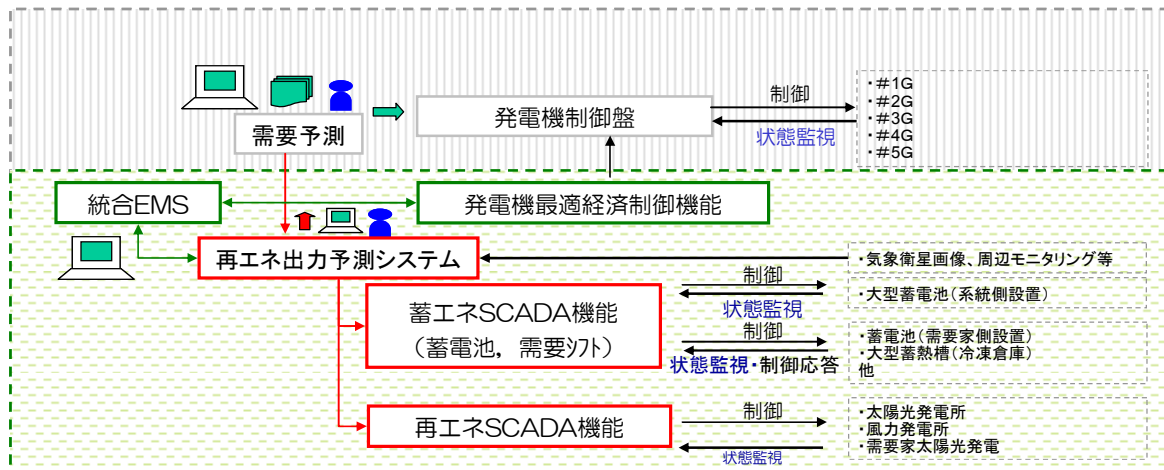 需要予測
発電機制御盤
制御
状態監視
・#1G
・#2G
・#3G
・#4G
・#5G
統合EMS
発電機最適経済制御機能
再エネ出力予測システム
・気象衛星画像、周辺モニタリング等
蓄エネSCADA機能
（蓄電池，需要ｼﾌﾄ）
制御
状態監視
・大型蓄電池（系統側設置）
制御
状態監視・制御応答
・蓄電池（需要家側設置）
・大型蓄熱槽（冷凍倉庫）
他
再エネSCADA機能
制御
状態監視
・太陽光発電所
・風力発電所
・需要家太陽光発電